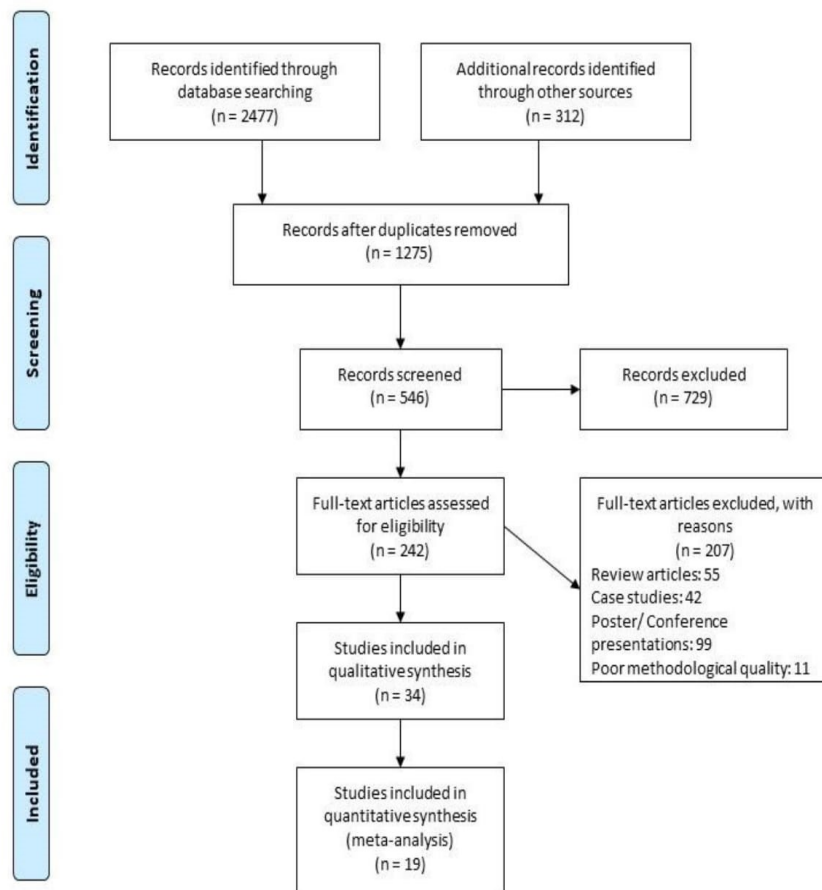 Identification
Records identified through
database searching
(n = 2477)
Additional records identified
through other sources
(n = 312)
Records after duplicates removed
(n = 1275)
Screening
Records screened
(n = 546)
Records excluded
(n = 729)
Eligibility
Full-text articles assessed
for eligibility
(n = 242)
Full-text articles excluded, with
reasons
(n = 207)
Review articles: 55
Case studies: 42
Poster/ Conference
presentations: 99
Poor methodological quality: 11
Studies included in
qualitative synthesis
(n = 34)
Included
Studies included in
quantitative synthesis
(meta-analysis)
(n = 19)